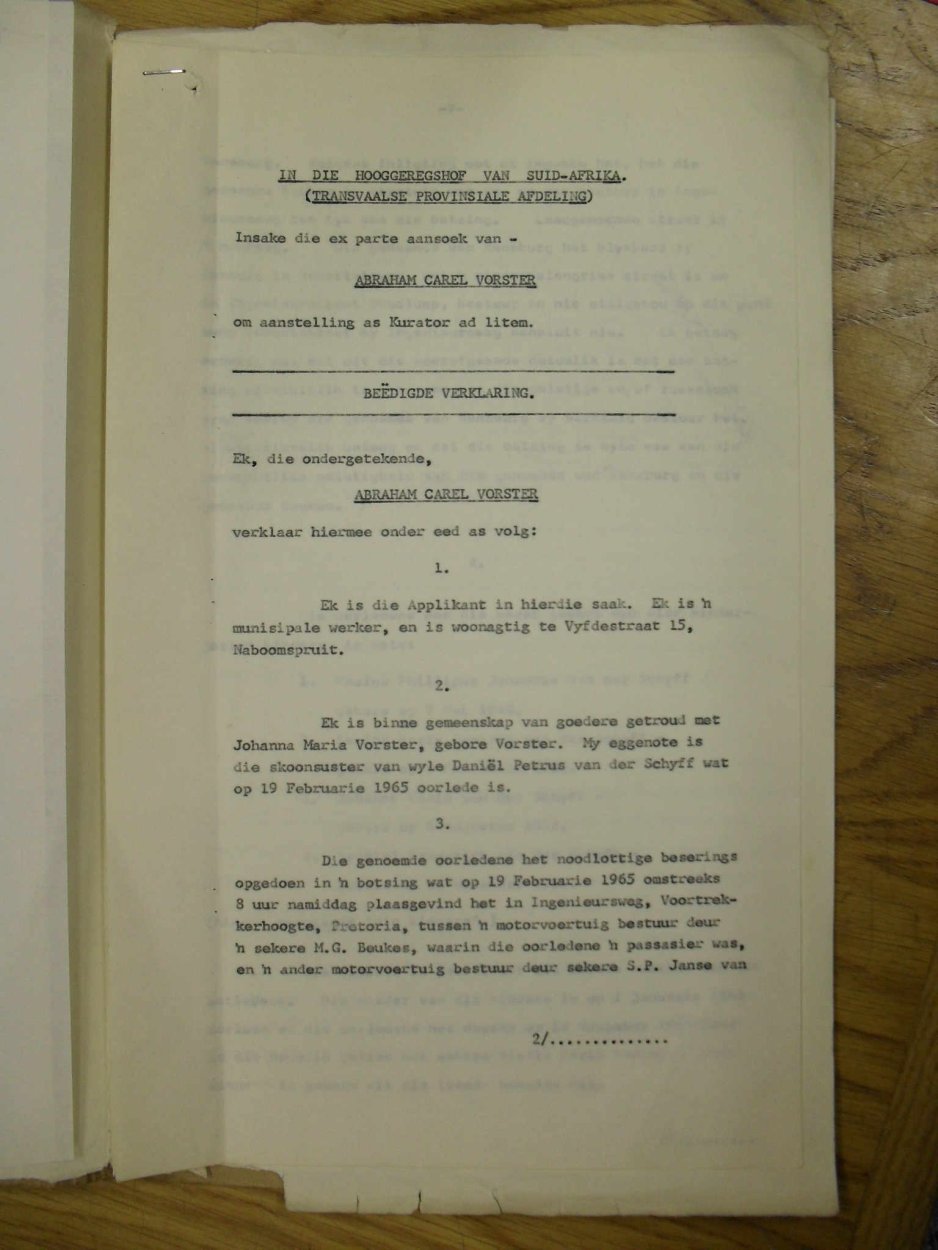 IN DIE HOOGGEREGSHOF VAN SUID-AFRIKA.
(TRANSVAALSE PROVINSIALE AFDELING)
Insake die ex parte aansoek van -
ABRAHAM CAREL VORSTER
om aanstelling as Kurator ad litem.
BEËDIGDE VERKLARING.
Ek, die ondergetekende,
ABRAHAM CAREL VORSTER
verklaar hiermee onder eed as volg:
1.
Ek is die Applikant in hierdie saak. Ek is 'n
munisipale werker, en is woonagtig te Vyfdestraat 15,
Naboomspruit.
2.
Ek is binne gemeenskap van goedere getroud met
Johanna Maria Vorster, gebore Vorster. My eggenote is
die skoonsuster van wyle Daniël Petrus van der Schyff wat
op 19 Februarie 1965 oorlede is.
3.
Die genoemde oorledene het noodlottige beserings
opgedoen in 'n botsing wat op 19 Februarie 1965 omstreeks
8 uur namiddag plaasgevind het in Ingenieursweg, Voortrek-
kerhoogte, Pretoria, tussen 'n motorvoertuig bestuur deur
'n sekere M.G. Beukes, waarin die oorledene 'n passasier was,
en 'n ander motorvoertuig bestuur deur sekere S.P. Janse van
2/..............